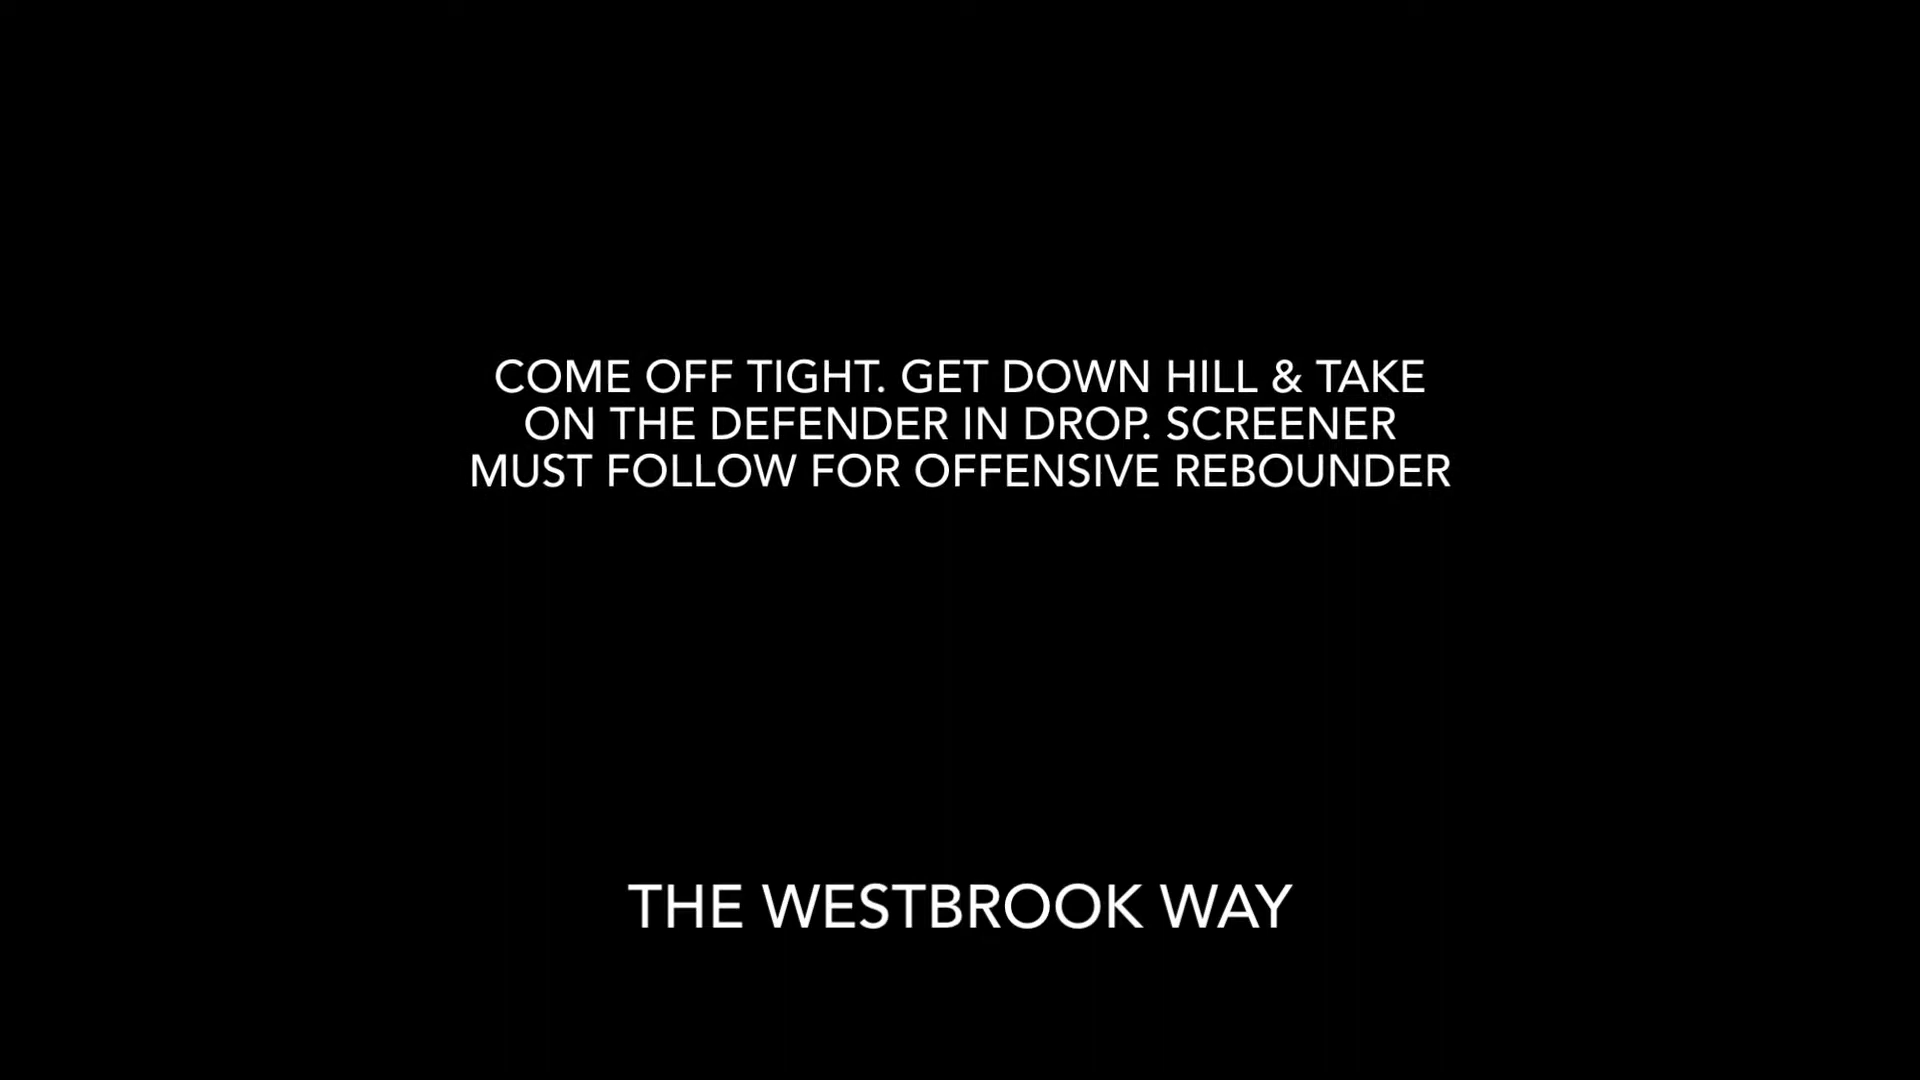 COME OFF TIGHT. GET DOWN HILL & TAKE
ON THE DEFENDER IN DROP. SCREENER
MUST FOLLOW FOR OFFENSIVE REBOUNDER
THE WESTBROOK WAY